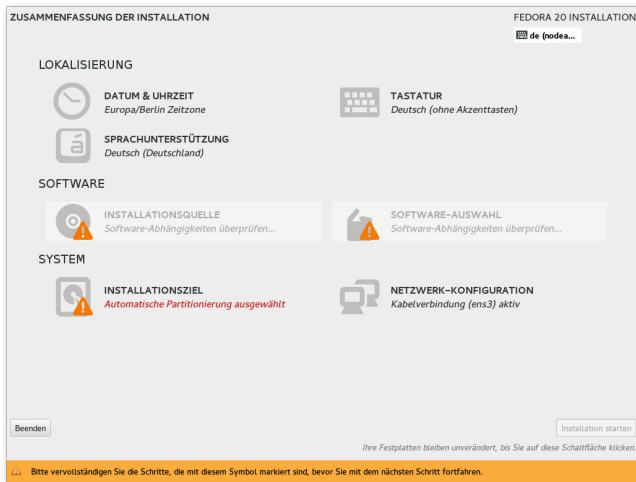 ZUSAMMENFASSUNG DER INSTALLATION
FEDORA 20 INSTALLATION
de (nodea...
LOKALISIERUNG
DATUM & UHRZEIT
Europa/Berlin Zeitzone
TASTATUR
Deutsch (ohne Akzenttasten)
SPRACHUNTERSTÜTZUNG
Deutsch (Deutschland)
SOFTWARE
INSTALLATIONSQUELLE
Software-Abhängigkeiten überprüfen...
SOFTWARE-AUSWAHL
Software-Abhängigkeiten überprüfen...
SYSTEM
INSTALLATIONSZIEL
Automatische Partitionierung ausgewählt
NETZWERK-KONFIGURATION
Kabelverbindung (ens3) aktiv
Beenden
Installation starten
Ihre Festplatten bleiben unverändert, bis Sie auf diese Schaltfläche klicken.
Bitte vervollständigen Sie die Schritte, die mit diesem Symbol markiert sind, bevor Sie mit dem nächsten Schritt fortfahren.